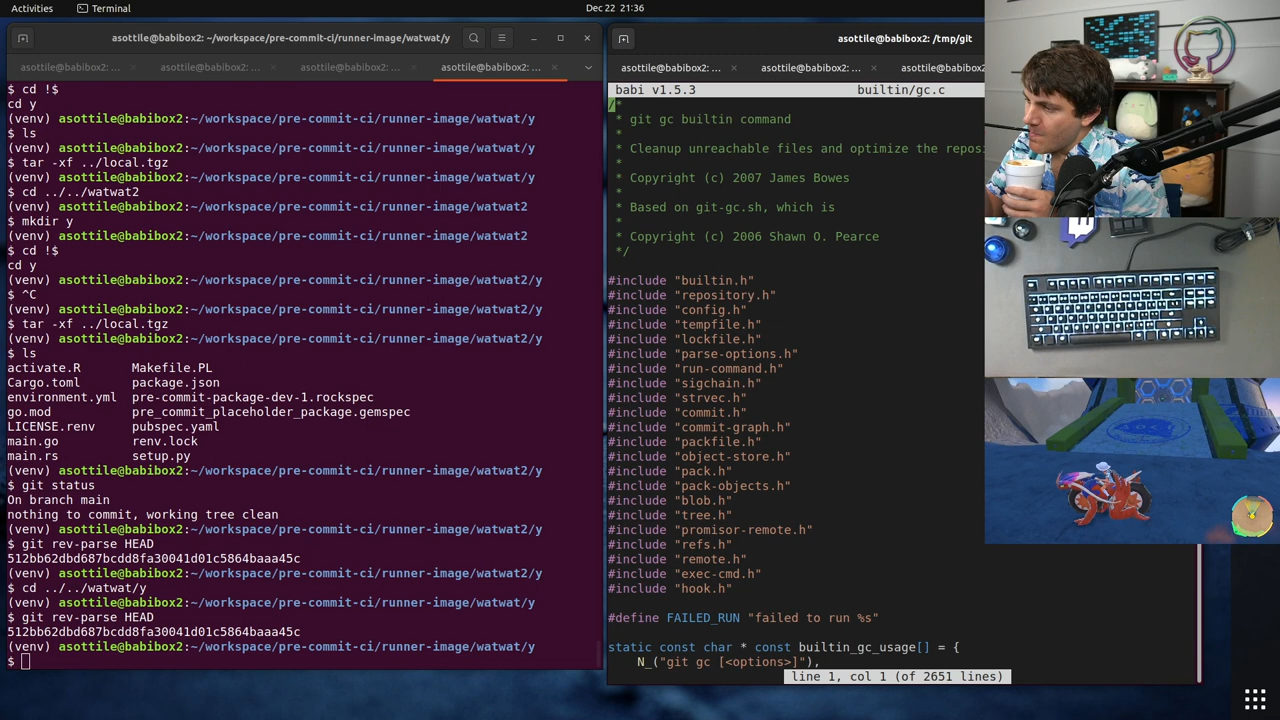 Activities
Terminal
Dec 22 21:36
asottile@babibox2: ~/workspace/pre-commit-ci/runner-image/watwat/y
asottile@babibox2: ...
asottile@babibox2: ...
asottile@babibox2: ...
asottile@babibox2: ...
$ cd !$
cd y
(venv) asottile@babibox2:~/workspace/pre-commit-ci/runner-image/watwat/y
$ ls
(venv) asottile@babibox2:~/workspace/pre-commit-ci/runner-image/watwat/y
$ tar -xf ../local.tgz
(venv) asottile@babibox2:~/workspace/pre-commit-ci/runner-image/watwat/y
$ cd ../../watwat2
(venv) asottile@babibox2:~/workspace/pre-commit-ci/runner-image/watwat2
$ mkdir y
(venv) asottile@babibox2:~/workspace/pre-commit-ci/runner-image/watwat2
$ cd !$
cd y
(venv) asottile@babibox2:~/workspace/pre-commit-ci/runner-image/watwat2/y
$ ^C
(venv) asottile@babibox2:~/workspace/pre-commit-ci/runner-image/watwat2/y
$ tar -xf ../local.tgz
(venv) asottile@babibox2:~/workspace/pre-commit-ci/runner-image/watwat2/y
$ ls
activate.R Makefile.PL
Cargo.toml package.json
environment.yml pre-commit-package-dev-1.rockspec
go.mod pre_commit_placeholder_package.gemspec
LICENSE.renv pubspec.yaml
main.go renv.lock
main.rs setup.py
(venv) asottile@babibox2:~/workspace/pre-commit-ci/runner-image/watwat2/y
$ git status
On branch main
nothing to commit, working tree clean
(venv) asottile@babibox2:~/workspace/pre-commit-ci/runner-image/watwat2/y
$ git rev-parse HEAD
512bb62dbd687bcdd8fa30041d01c5864baaa45c
(venv) asottile@babibox2:~/workspace/pre-commit-ci/runner-image/watwat2/y
$ cd ../../watwat/y
(venv) asottile@babibox2:~/workspace/pre-commit-ci/runner-image/watwat/y
$ git rev-parse HEAD
512bb62dbd687bcdd8fa30041d01c5864baaa45c
(venv) asottile@babibox2:~/workspace/pre-commit-ci/runner-image/watwat/y
$
asottile@babibox2: /tmp/git
asottile@babibox2: ...
asottile@babibox2: ...
asottile@babibox2
babi v1.5.3 builtin/gc.c
/*
* git gc builtin command
*
* Cleanup unreachable files and optimize the repos
*
* Copyright (c) 2007 James Bowes
*
* Based on git-gc.sh, which is
*
* Copyright (c) 2006 Shawn O. Pearce
*/
#include "builtin.h"
#include "repository.h"
#include "config.h"
#include "tempfile.h"
#include "lockfile.h"
#include "parse-options.h"
#include "run-command.h"
#include "sigchain.h"
#include "strvec.h"
#include "commit.h"
#include "commit-graph.h"
#include "packfile.h"
#include "object-store.h"
#include "pack.h"
#include "pack-objects.h"
#include "blob.h"
#include "tree.h"
#include "promisor-remote.h"
#include "refs.h"
#include "remote.h"
#include "exec-cmd.h"
#include "hook.h"
#define FAILED_RUN "failed to run %s"
static const char * const builtin_gc_usage[] = {
N_("git gc [<options>]"),
line 1, col 1 (of 2651 lines)